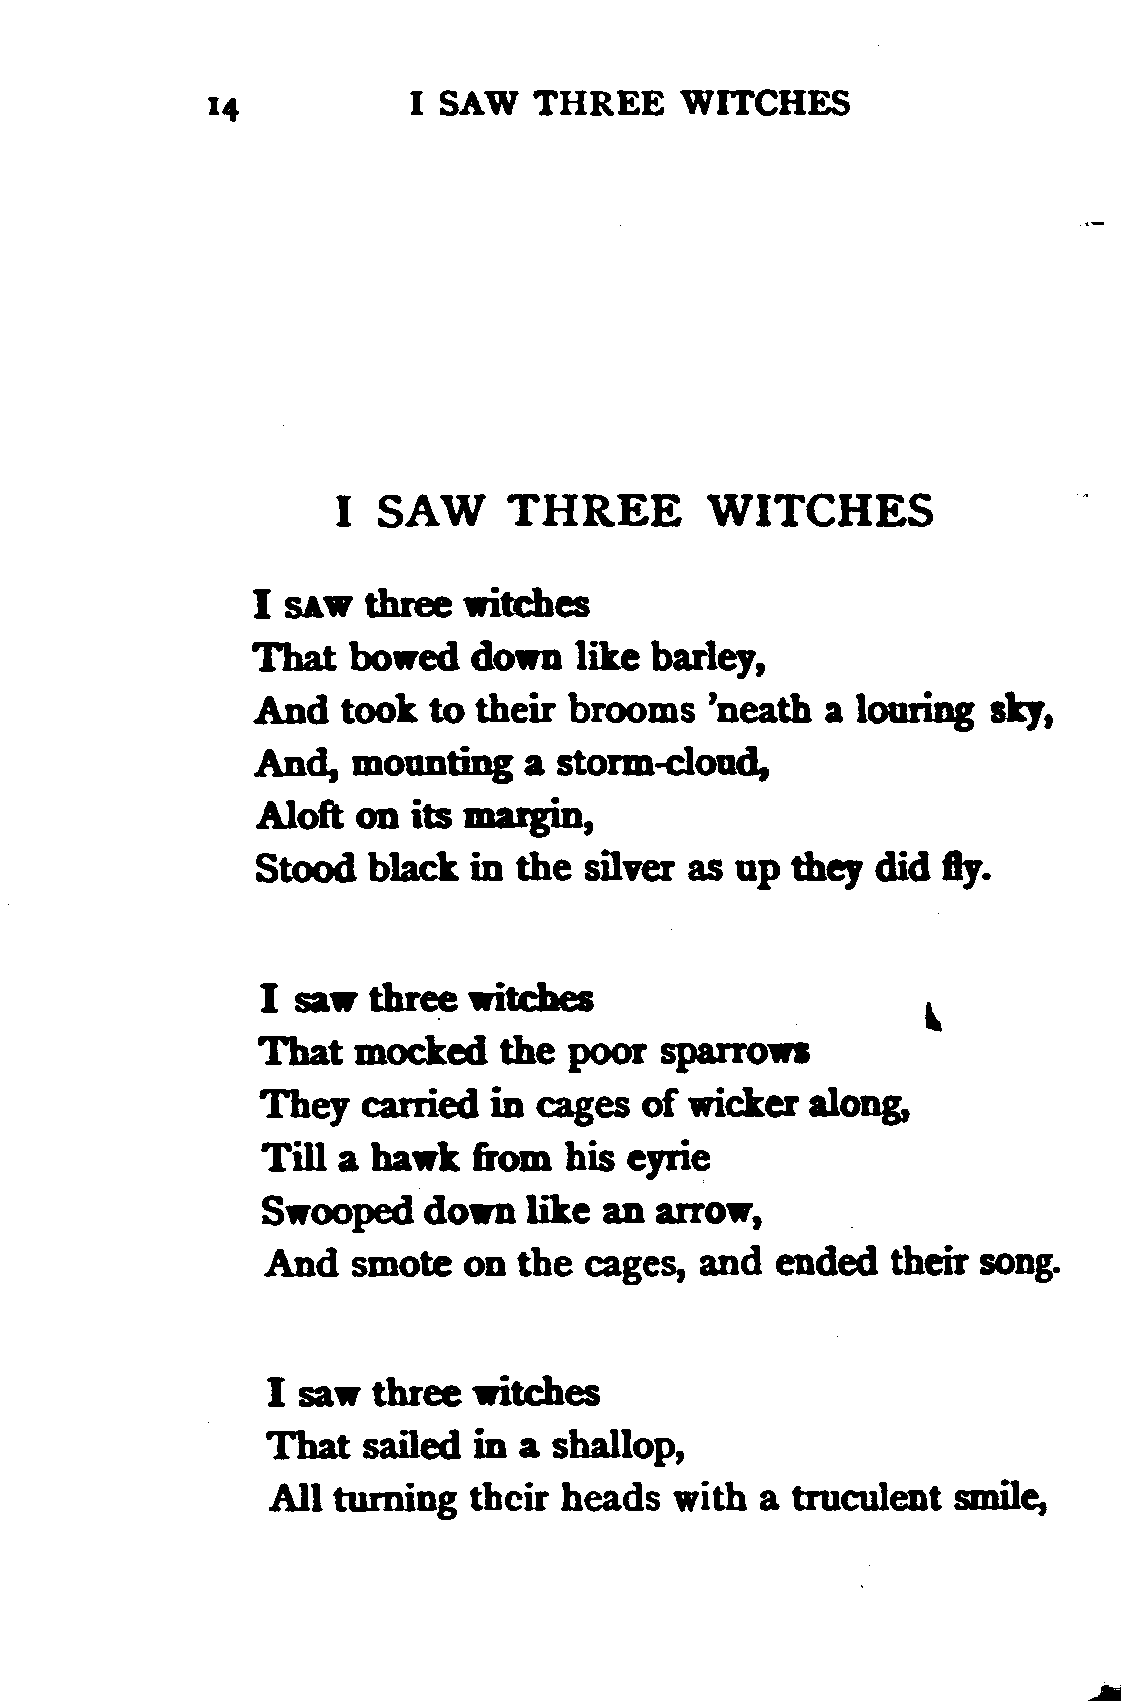 14 I SAW THREE WITCHES
I SAW THREE WITCHES
I SAW three witches
That bowed down like barley,
And took to their brooms 'neath a louring sky,
And, mounting a storm-cloud,
Aloft on its margin,
Stood black in the silver as up they did fly.
I saw three witches
That mocked the poor sparrows
They carried in cages of wicker along,
Till a hawk from his eyrie
Swooped down like an arrow,
And smote on the cages, and ended their song.
I saw three witches
That sailed in a shallop,
All turning their heads with a truculent smile,